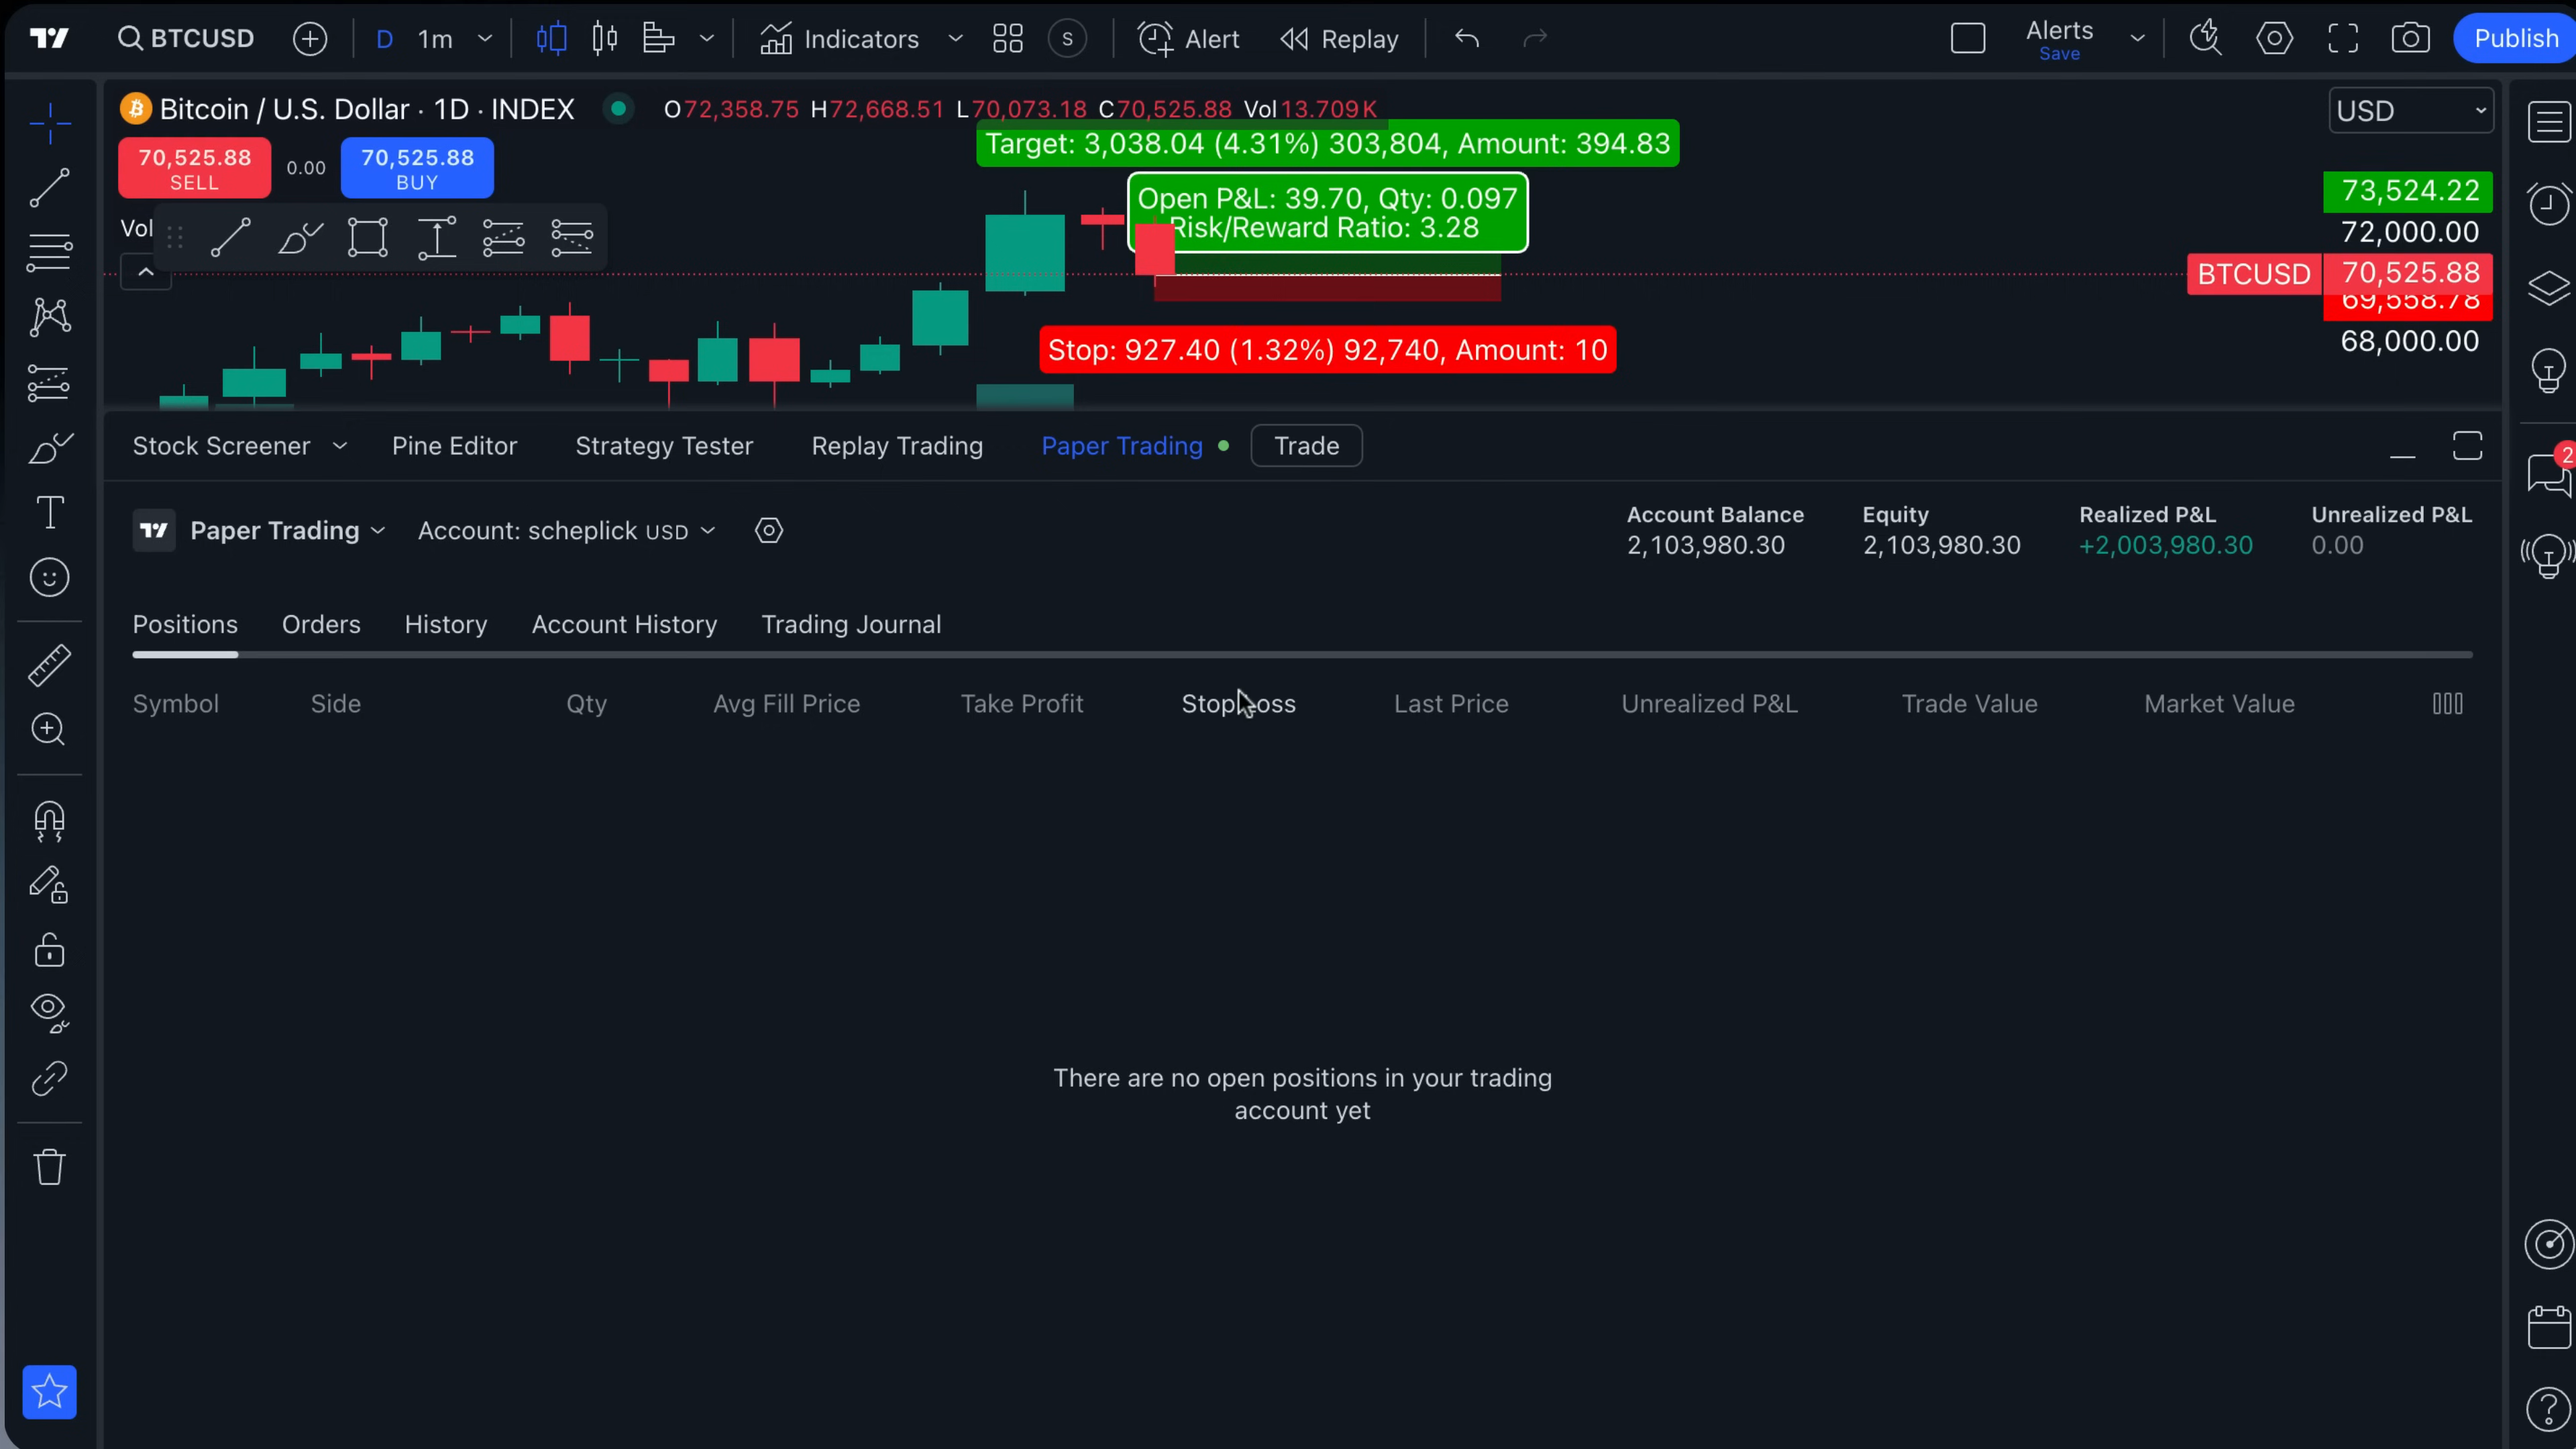 BTCUSD D 1m Indicators S Alert Replay Alerts Publish
Save
Bitcoin / U.S. Dollar · 1D · INDEX O72,358.75 H72,668.51 L70,073.18 C70,525.88 Vol13.709K USD
Target: 3,038.04 (4.31%) 303,804, Amount: 394.83
70,525.88 0.00 70,525.88
SELL BUY
Open P&L: 39.70, Qty: 0.097
Risk/Reward Ratio: 3.28
73,524.22
Vol
72,000.00
BTCUSD 70,525.88
69,558.78
68,000.00
Stop: 927.40 (1.32%) 92,740, Amount: 10
Stock Screener Pine Editor Strategy Tester Replay Trading Paper Trading Trade
2
Paper Trading Account: scheplick USD
Account Balance Equity Realized P&L Unrealized P&L
2,103,980.30 2,103,980.30 +2,003,980.30 0.00
Positions Orders History Account History Trading Journal
Symbol Side Qty Avg Fill Price Take Profit Stop Loss Last Price Unrealized P&L Trade Value Market Value
There are no open positions in your trading
account yet